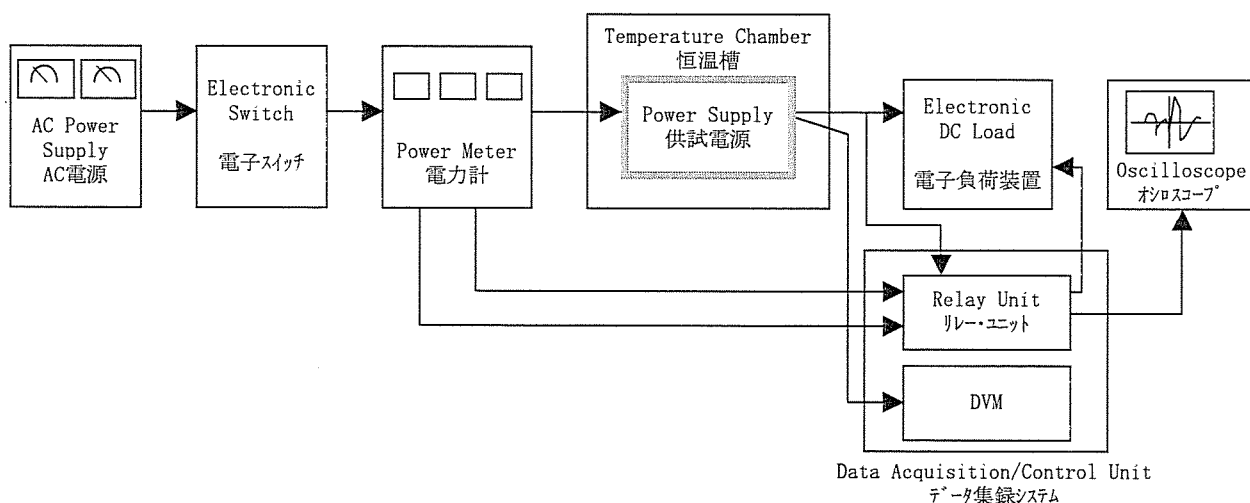 AC Power
Supply
AC電源
Electronic
Switch
電子スイッチ
Power Meter
電力計
Temperature Chamber
恒温槽
Power Supply
供試電源
Electronic
DC Load
電子負荷装置
Oscilloscope
オシロスコープ
Relay Unit
リレー・ユニット
DVM
Data Acquisition/Control Unit
データ集録システム